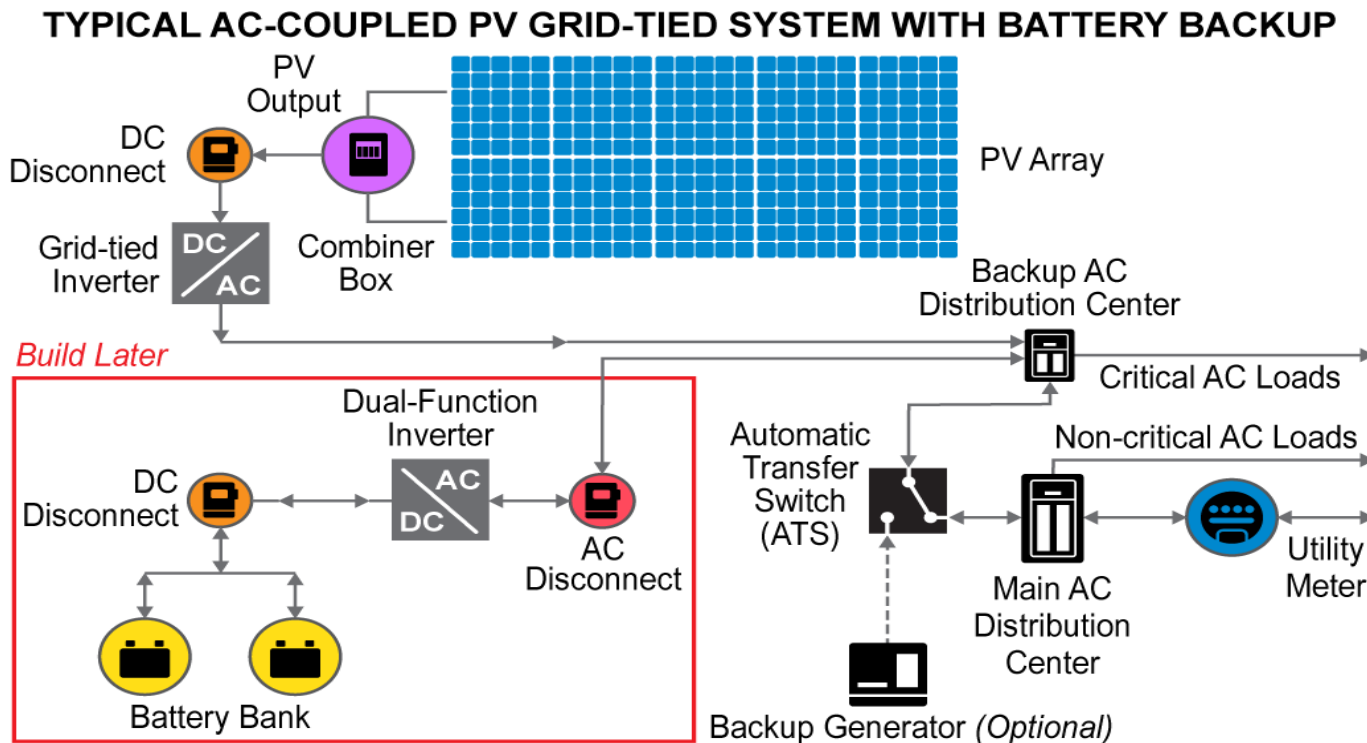 TYPICAL AC-COUPLED PV GRID-TIED SYSTEM WITH BATTERY BACKUP
PV
Output
DC
Disconnect
PV Array
Grid-tied
Inverter
DC
AC
Combiner
Box
Backup AC
Distribution Center
Critical AC Loads
Build Later
Dual-Function
Inverter
AC
DC
DC
Disconnect
AC
Disconnect
Battery Bank
Automatic
Transfer
Switch
(ATS)
Non-critical AC Loads
Utility
Meter
Main AC
Distribution
Center
Backup Generator (Optional)